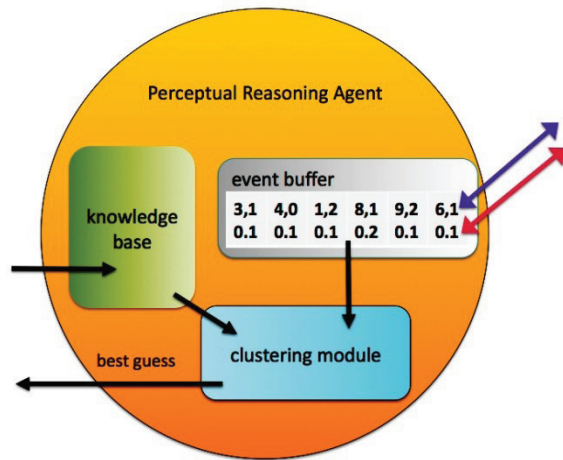 Perceptual Reasoning Agent
event buffer
3,1 4,0 1,2 8,1 9,2 6,1
0.1 0.1 0.1 0.2 0.1 0.1
knowledge
base
clustering module
best guess